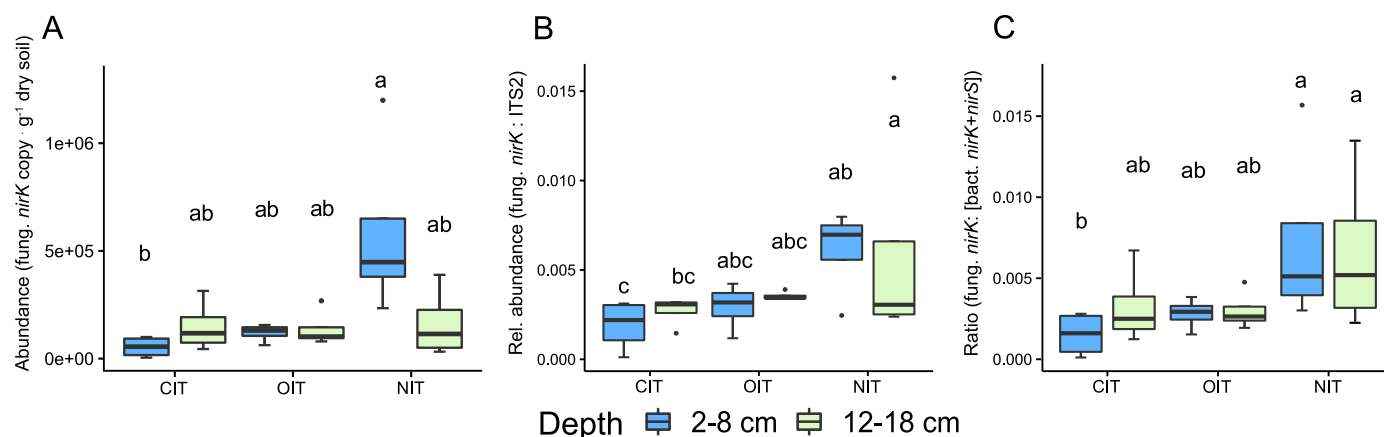 A
Abundance (fung. nirK copy · g⁻¹ dry soil)
1e+06
5e+05
0e+00
b
ab
ab
ab
a
ab
CIT
OIT
NIT
B
Rel. abundance (fung. nirK : ITS2)
0.015
0.010
0.005
0.000
c
bc
abc
abc
ab
a
CIT
OIT
NIT
C
Ratio (fung. nirK: [bact. nirK+nirS])
0.015
0.010
0.005
0.000
b
ab
ab
ab
a
a
CIT
OIT
NIT
Depth 2-8 cm 12-18 cm